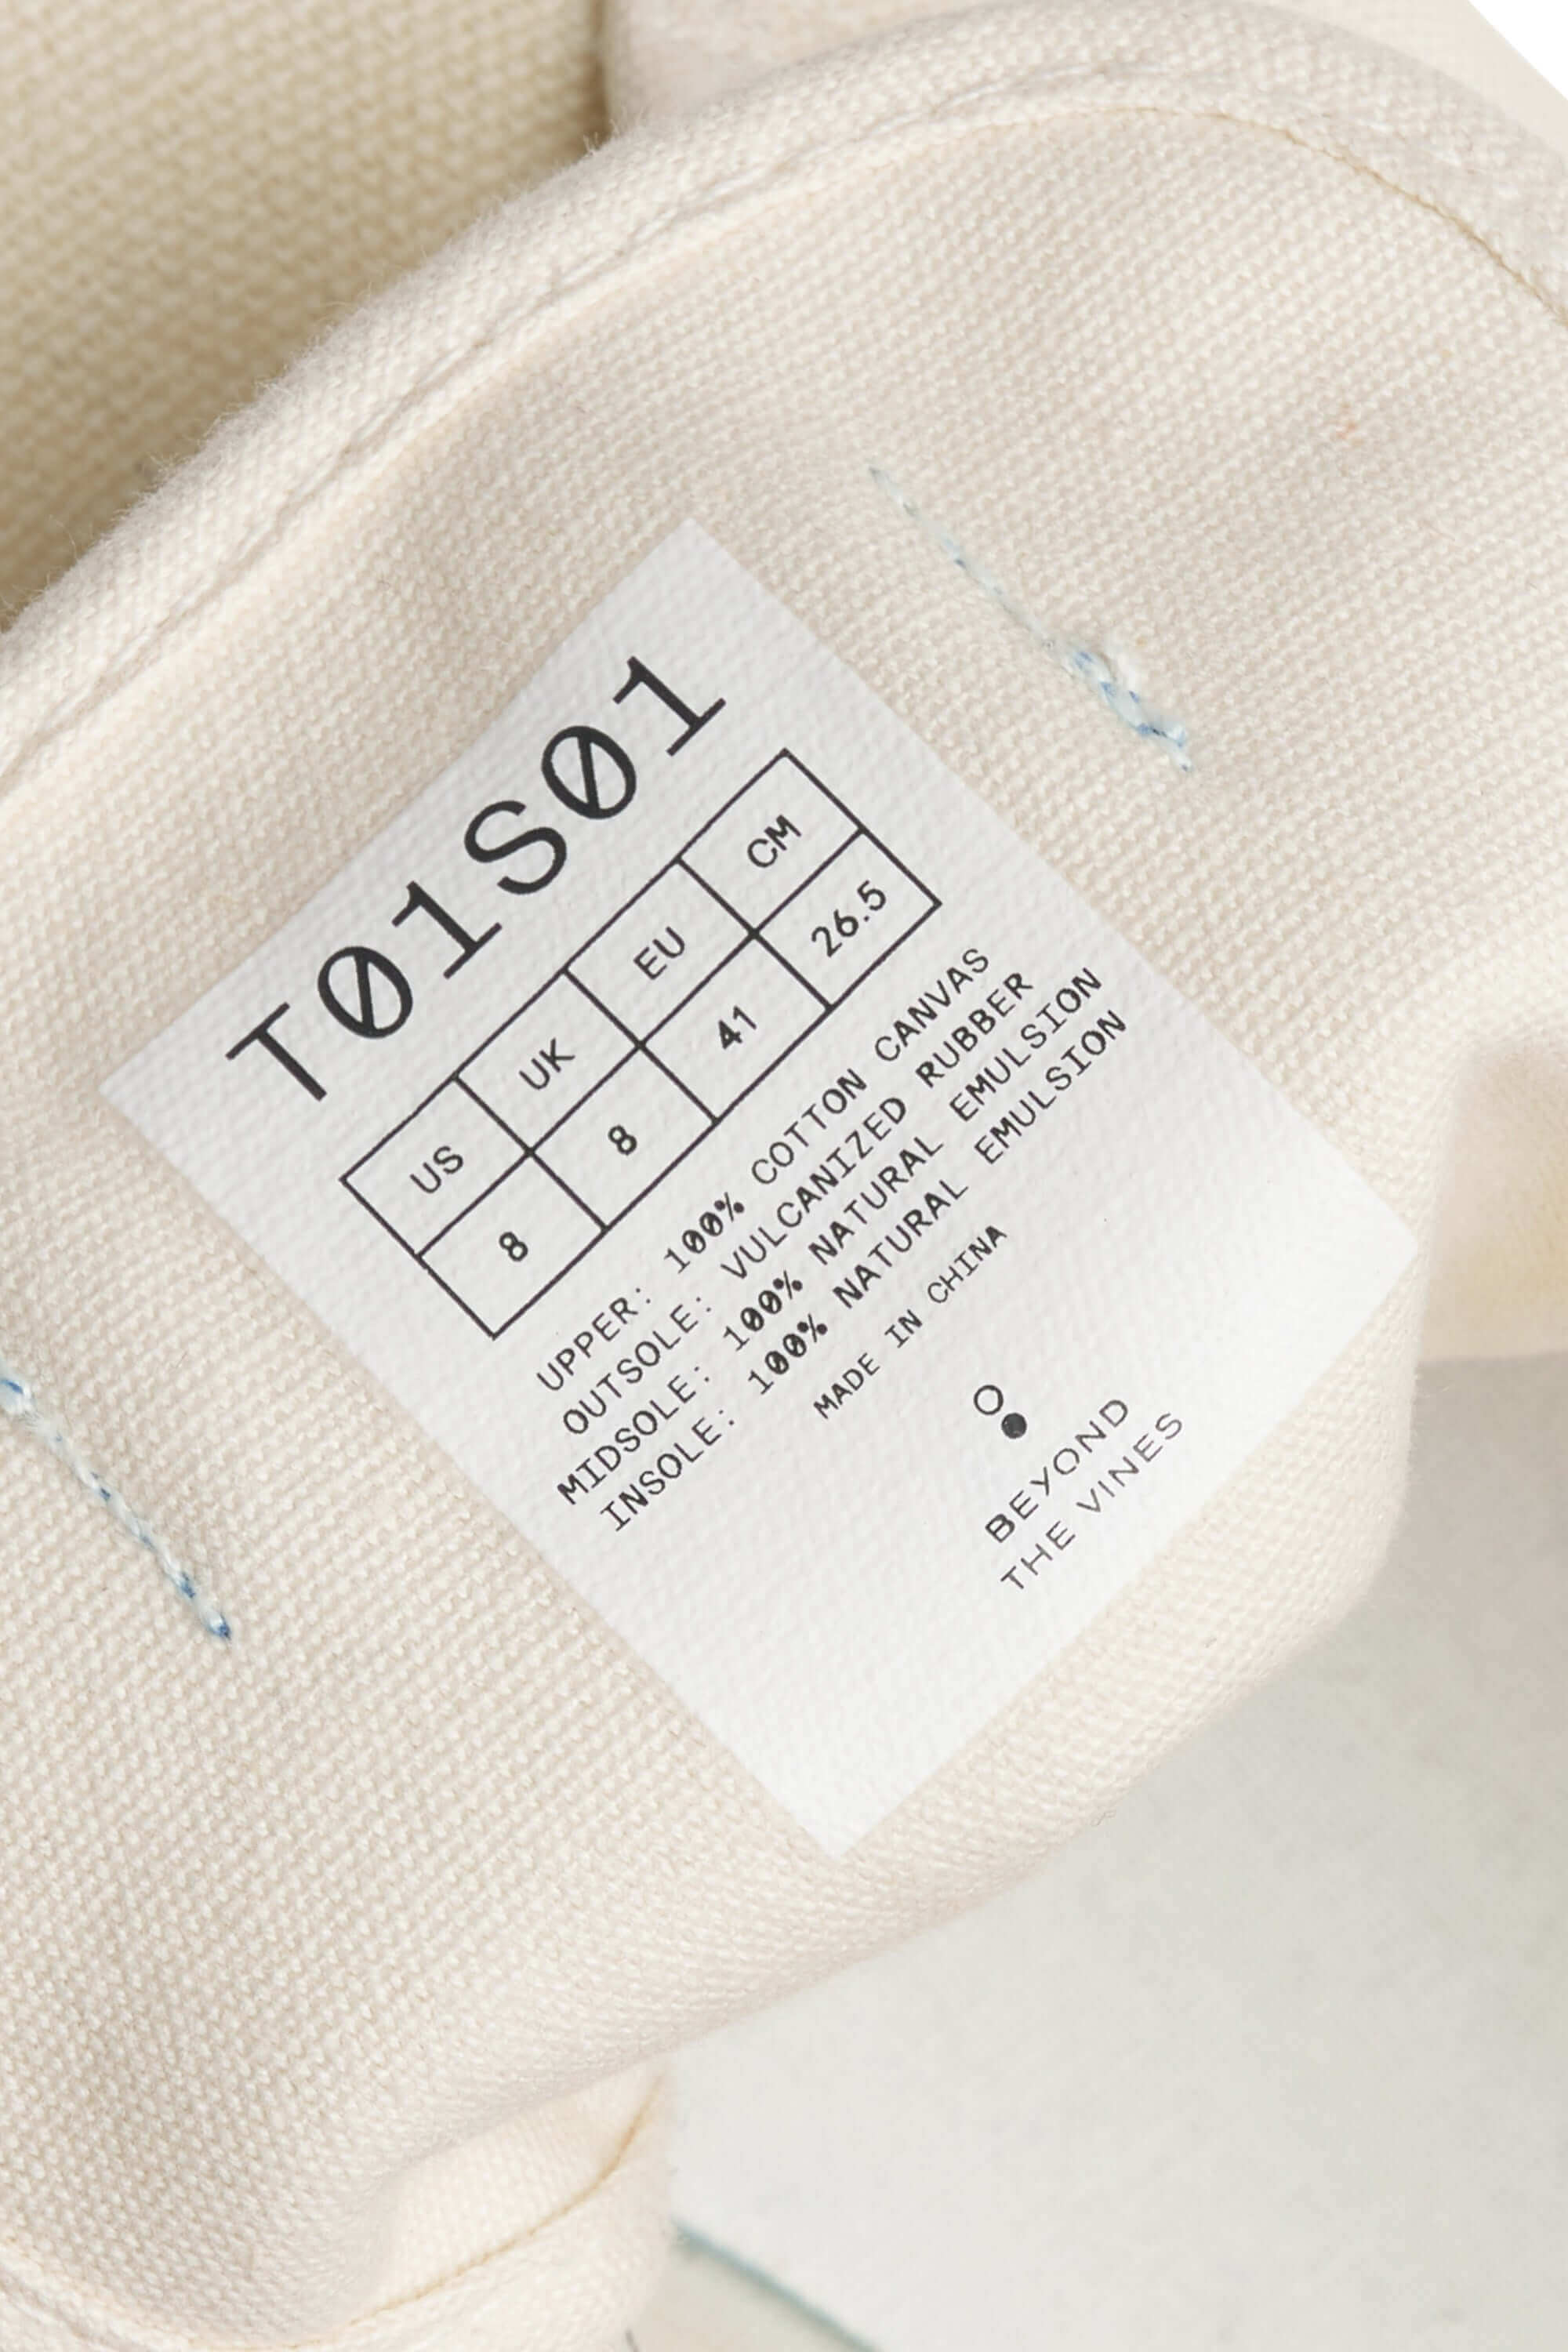 T01S01
US UK EU CM
8 8 41 26.5
UPPER: 100% COTTON CANVAS
OUTSOLE: VULCANIZED RUBBER
MIDSOLE: 100% NATURAL EMULSION
INSOLE: 100% NATURAL EMULSION
MADE IN CHINA
BEYOND
THE VINES